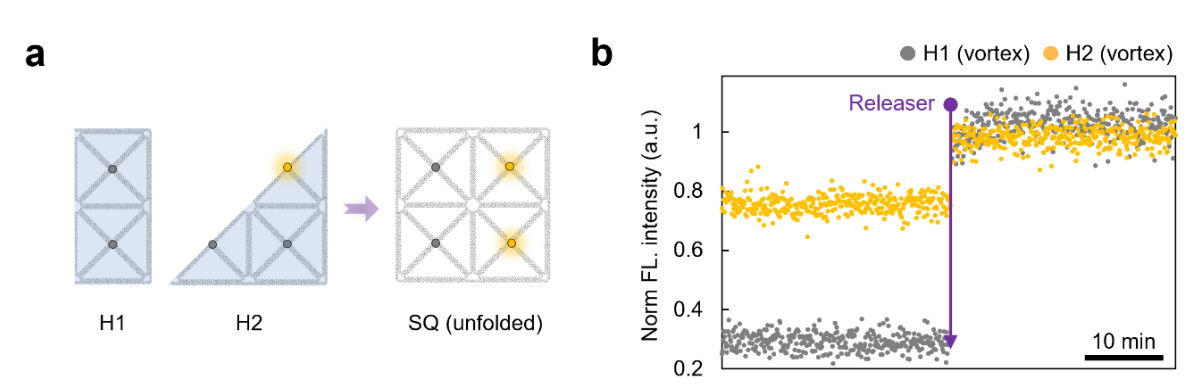 a
H1
H2
SQ (unfolded)
b
H1 (vortex) H2 (vortex)
Norm FL. intensity (a.u.)
1
0.8
0.6
0.4
0.2
Releaser
10 min